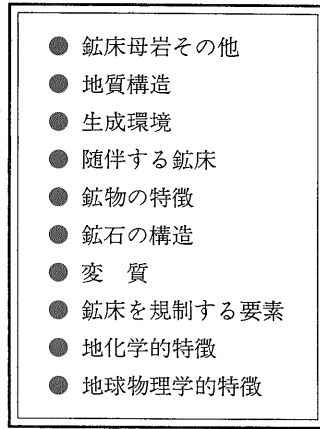 ● 鉱床母岩その他
● 地質構造
● 生成環境
● 随伴する鉱床
● 鉱物の特徴
● 鉱石の構造
● 変　質
● 鉱床を規制する要素
● 地化学的特徴
● 地球物理学的特徴